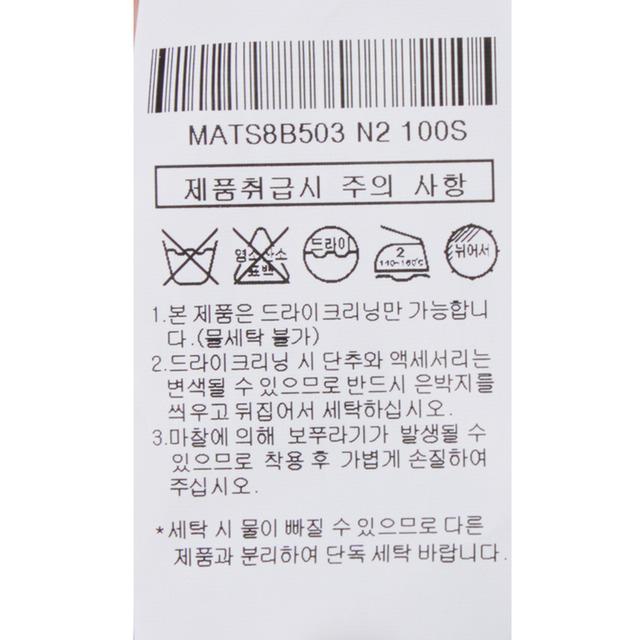 MATS8B503 N2 100S
제품취급시 주의 사항
염소산소
표백
드라이
2
140~160℃
뒤어서
1.본 제품은 드라이크리닝만 가능합니
다.(물세탁 불가)
2.드라이크리닝 시 단추와 액세서리는
변색될 수 있으므로 반드시 은박지를
씌우고 뒤집어서 세탁하십시오.
3.마찰에 의해 보푸라기가 발생될 수
있으므로 착용 후 가볍게 손질하여
주십시오.
*세탁 시 물이 빠질 수 있으므로 다른
제품과 분리하여 단독 세탁 바랍니다.